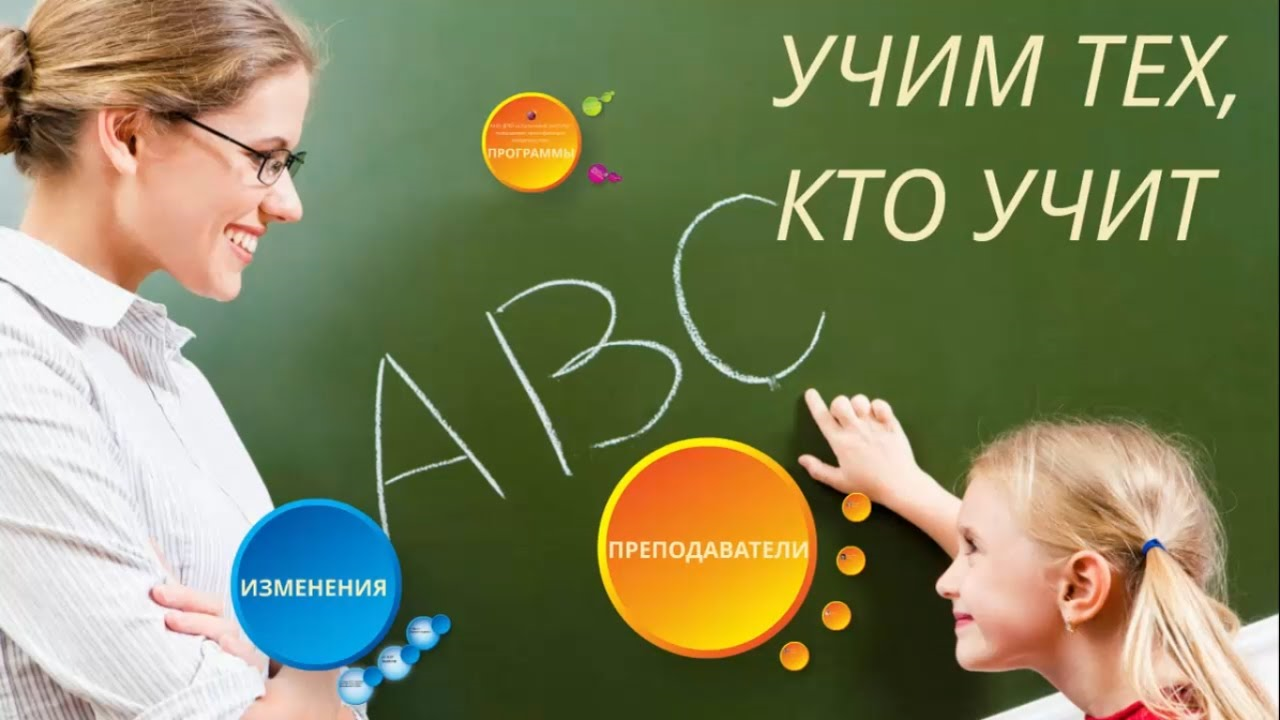 УЧИМ ТЕХ,
КТО УЧИТ
ПРОГРАММЫ
ABC
ПРЕПОДАВАТЕЛИ
ИЗМЕНЕНИЯ